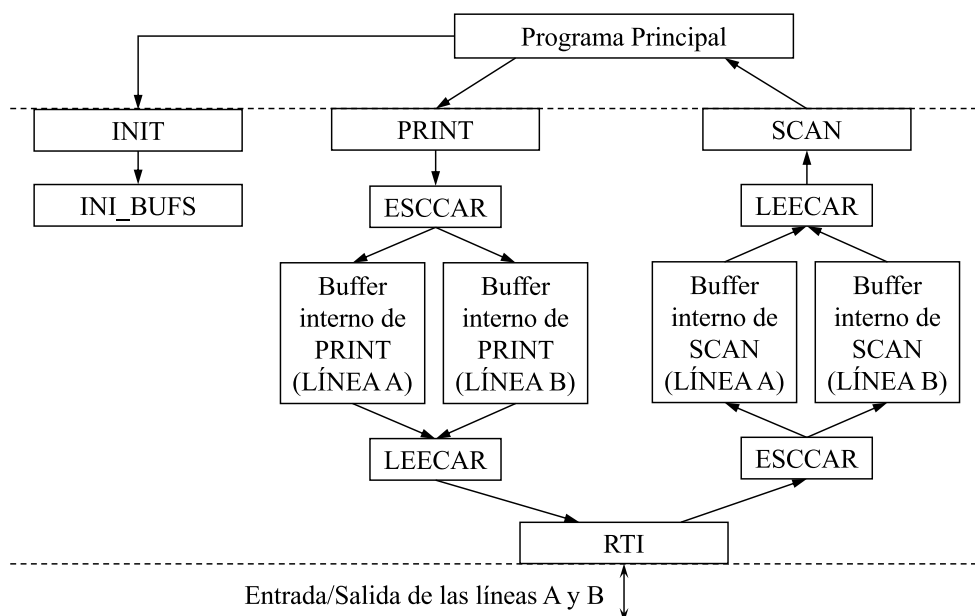 Programa Principal
INIT
PRINT
SCAN
INI_BUFS
ESCCAR
LEECAR
Buffer
interno de
PRINT
(LÍNEA A)
Buffer
interno de
PRINT
(LÍNEA B)
Buffer
interno de
SCAN
(LÍNEA A)
Buffer
interno de
SCAN
(LÍNEA B)
LEECAR
ESCCAR
RTI
Entrada/Salida de las líneas A y B